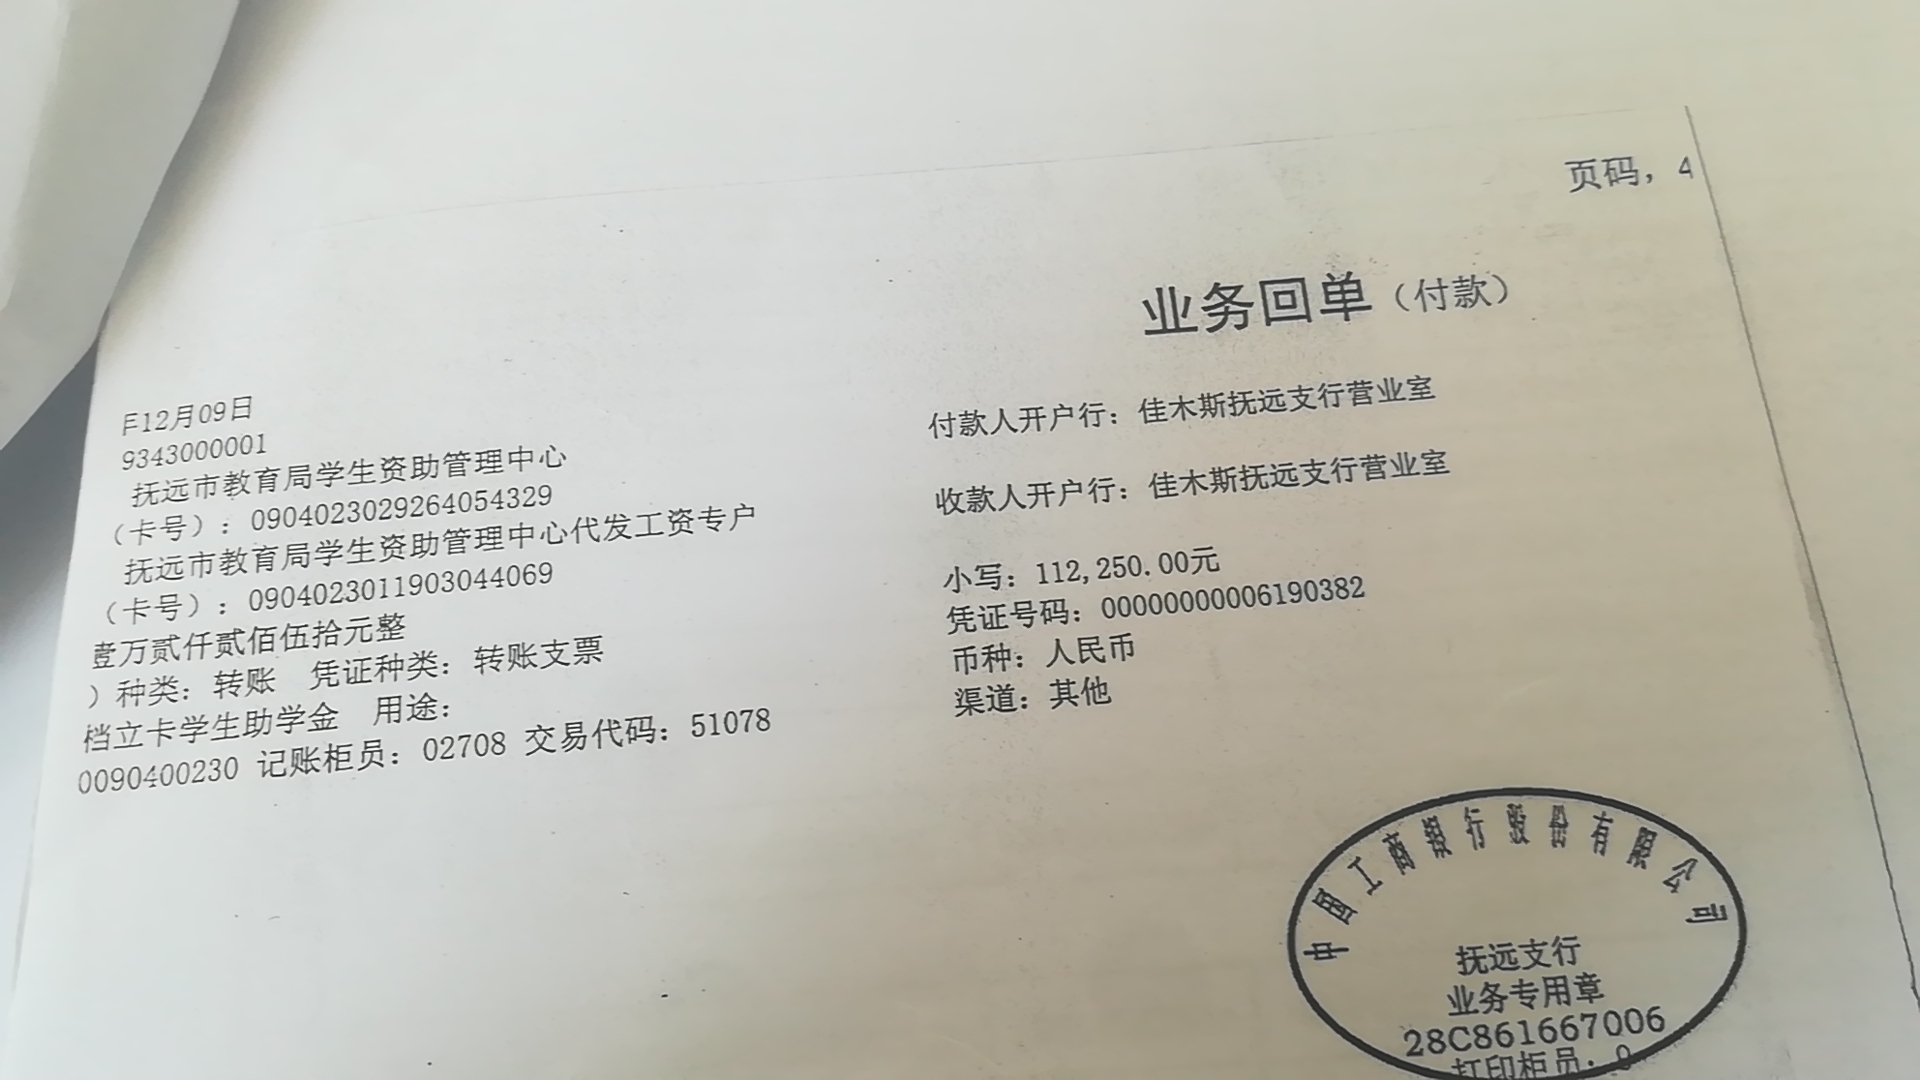 页码，4
业务回单（付款）
12月09日
9343000001
付款人开户行：佳木斯抚远支行营业室
抚远市教育局学生资助管理中心
（卡号）：0904023029264054329
收款人开户行：佳木斯抚远支行营业室
抚远市教育局学生资助管理中心代发工资专户
（卡号）：0904023011903044069
小写：112,250.00元
壹万贰仟贰佰伍拾元整
凭证号码：00000000006190382
）种类：转账 凭证种类：转账支票
币种：人民币
档立卡学生助学金 用途：
渠道：其他
0090400230 记账柜员：02708 交易代码：51078
中国工商银行股份有限公司
抚远支行
业务专用章
28C861667006
打印柜员：0